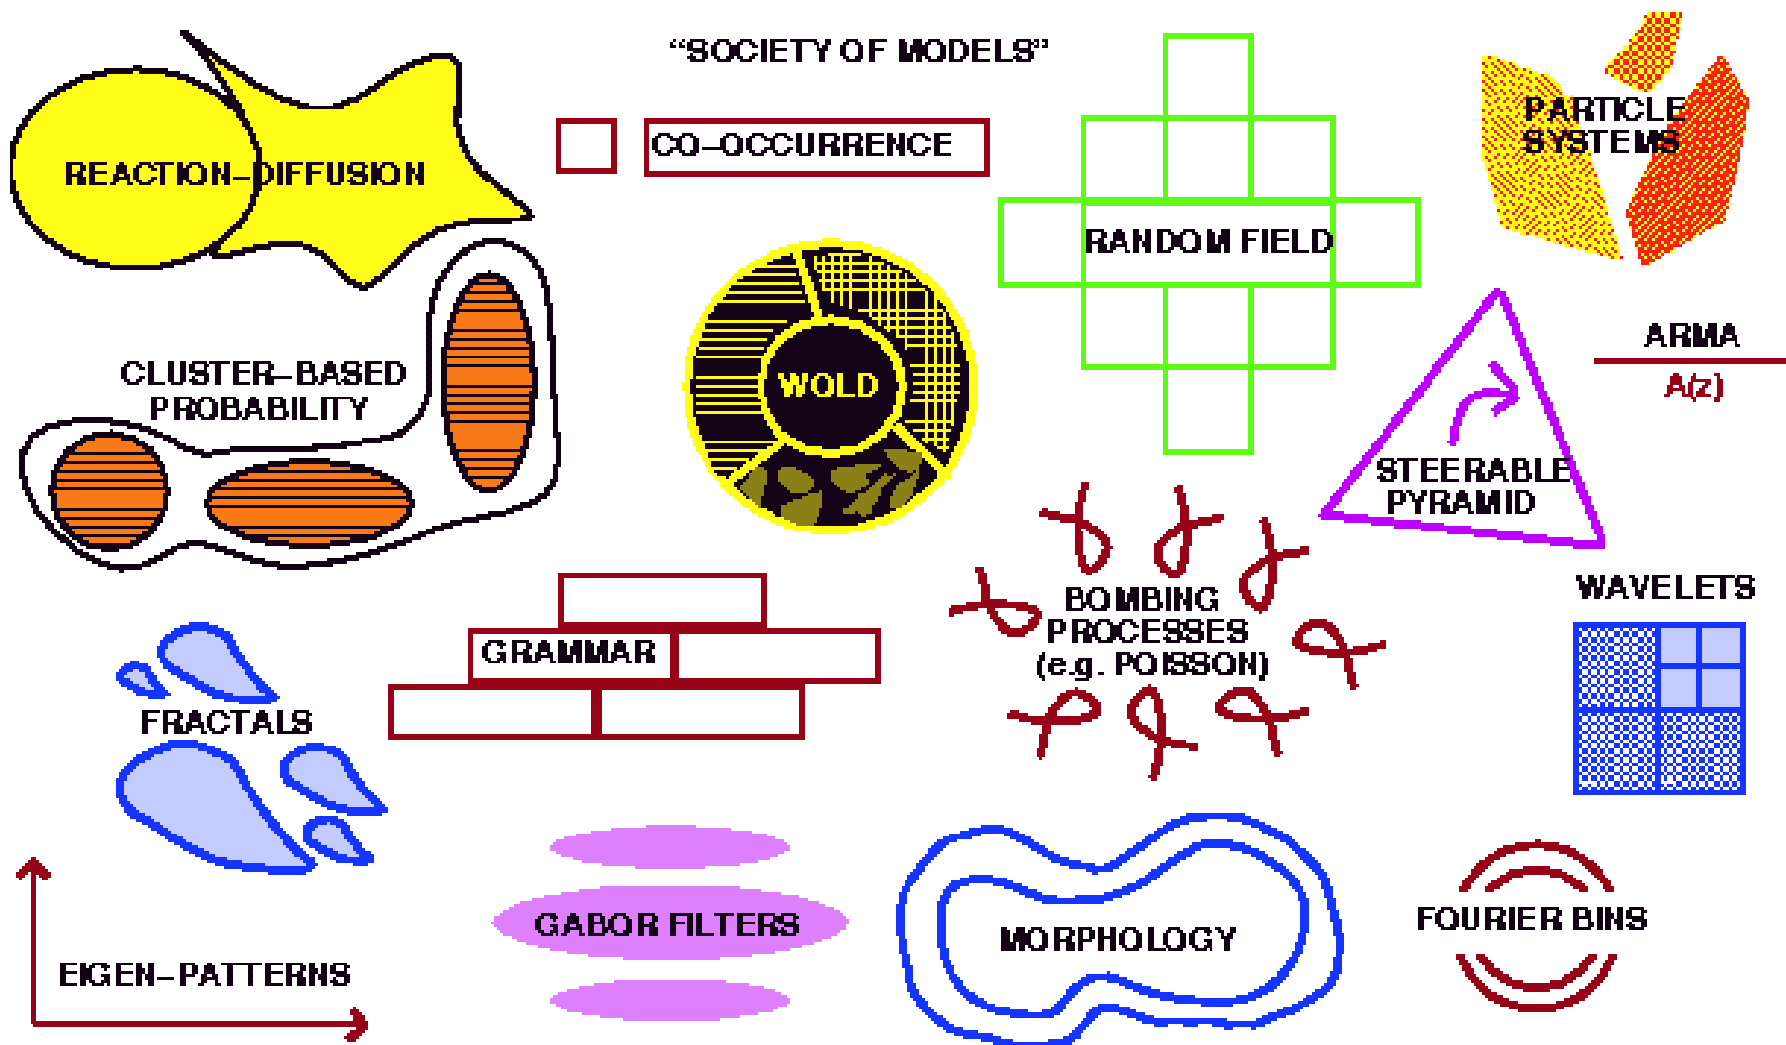 “SOCIETY OF MODELS”
REACTION–DIFFUSION
CO–OCCURRENCE
RANDOM FIELD
PARTICLE
SYSTEMS
CLUSTER–BASED
PROBABILITY
WOLD
ARMA
A(z)
STEERABLE
PYRAMID
FRACTALS
GRAMMAR
BOMBING
PROCESSES
(e.g. POISSON)
WAVELETS
EIGEN–PATTERNS
GABOR FILTERS
MORPHOLOGY
FOURIER BINS